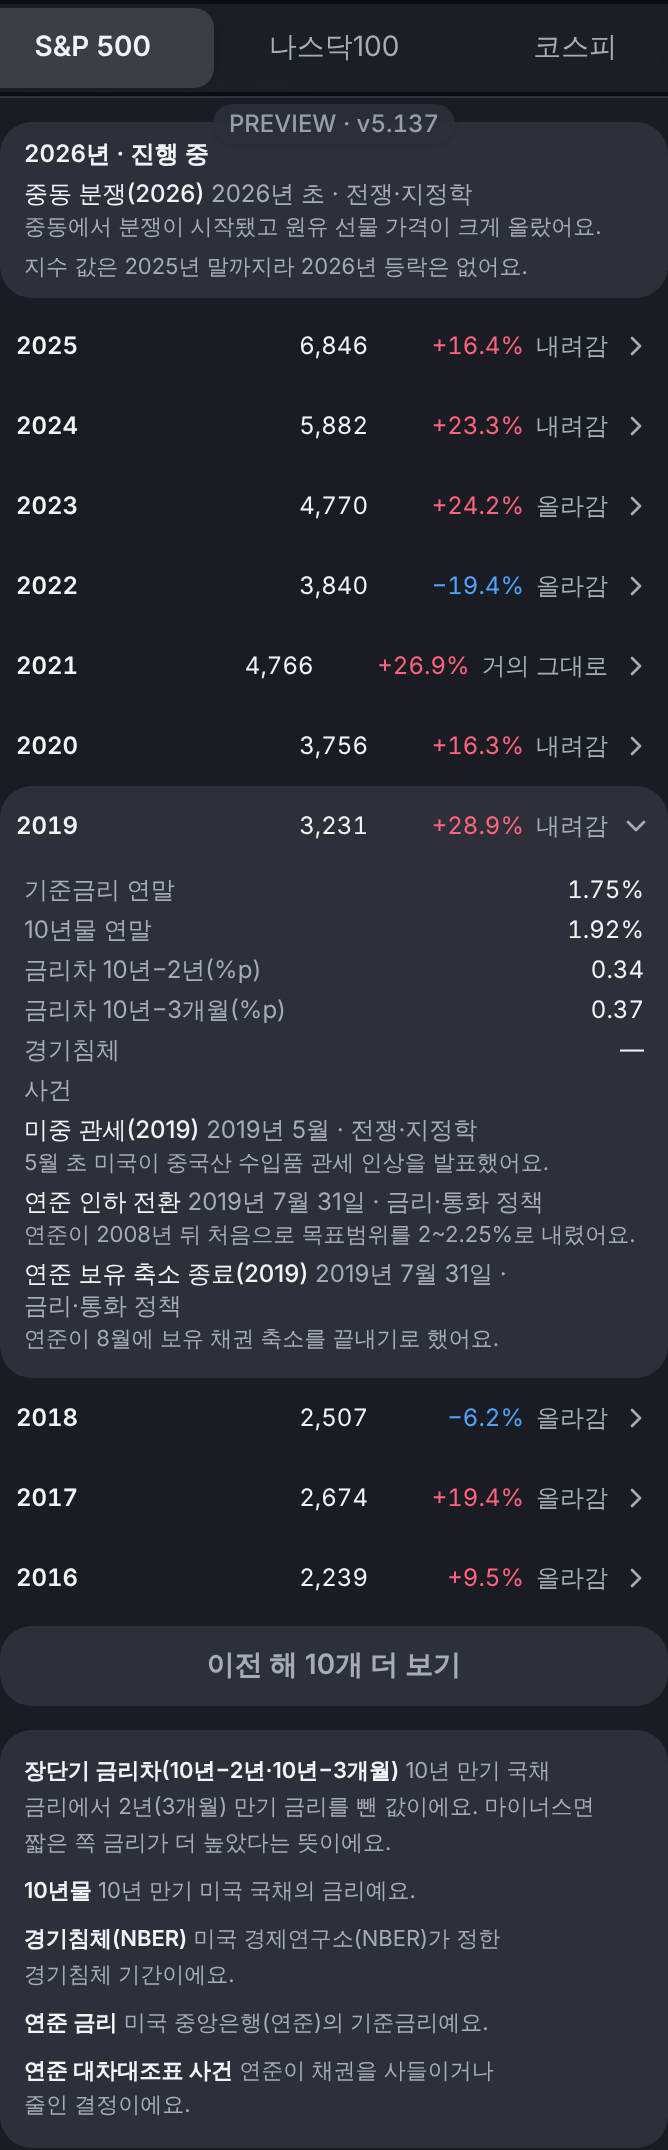 S&P 500 나스닥100 코스피
PREVIEW · v5.137
2026년 · 진행 중
중동 분쟁(2026) 2026년 초 · 전쟁·지정학
중동에서 분쟁이 시작됐고 원유 선물 가격이 크게 올랐어요.
지수 값은 2025년 말까지라 2026년 등락은 없어요.
2025 6,846 +16.4% 내려감
2024 5,882 +23.3% 내려감
2023 4,770 +24.2% 올라감
2022 3,840 −19.4% 올라감
2021 4,766 +26.9% 거의 그대로
2020 3,756 +16.3% 내려감
2019 3,231 +28.9% 내려감
기준금리 연말 1.75%
10년물 연말 1.92%
금리차 10년−2년(%p) 0.34
금리차 10년−3개월(%p) 0.37
경기침체 —
사건
미중 관세(2019) 2019년 5월 · 전쟁·지정학
5월 초 미국이 중국산 수입품 관세 인상을 발표했어요.
연준 인하 전환 2019년 7월 31일 · 금리·통화 정책
연준이 2008년 뒤 처음으로 목표범위를 2~2.25%로 내렸어요.
연준 보유 축소 종료(2019) 2019년 7월 31일 ·
금리·통화 정책
연준이 8월에 보유 채권 축소를 끝내기로 했어요.
2018 2,507 −6.2% 올라감
2017 2,674 +19.4% 올라감
2016 2,239 +9.5% 올라감
이전 해 10개 더 보기
장단기 금리차(10년−2년·10년−3개월) 10년 만기 국채
금리에서 2년(3개월) 만기 금리를 뺀 값이에요. 마이너스면
짧은 쪽 금리가 더 높았다는 뜻이에요.
10년물 10년 만기 미국 국채의 금리예요.
경기침체(NBER) 미국 경제연구소(NBER)가 정한
경기침체 기간이에요.
연준 금리 미국 중앙은행(연준)의 기준금리예요.
연준 대차대조표 사건 연준이 채권을 사들이거나
줄인 결정이에요.